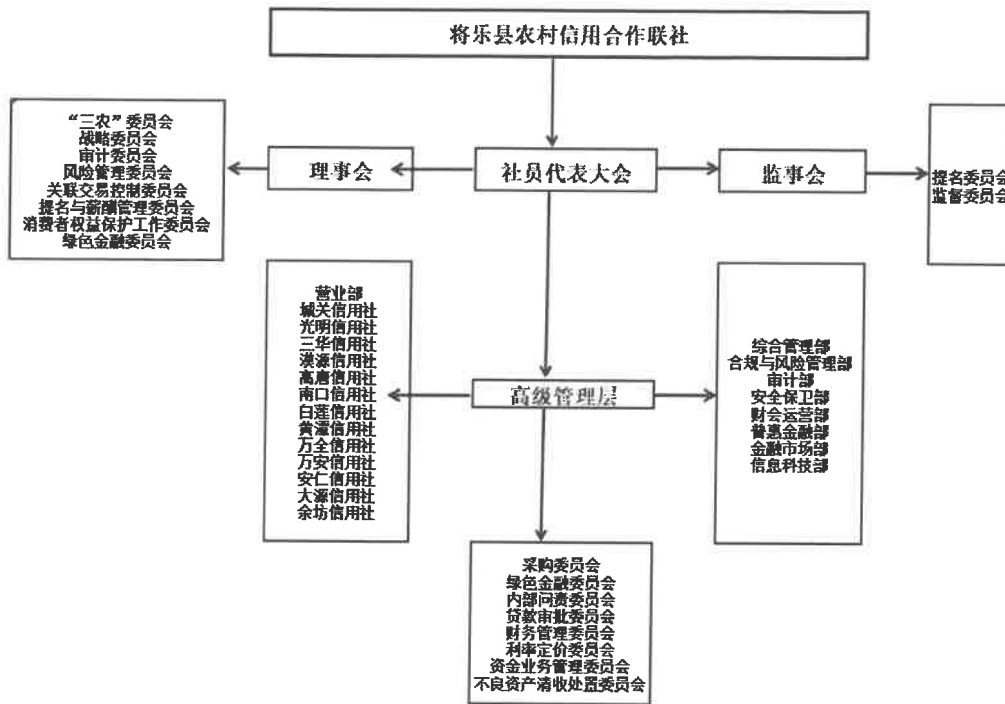 将乐县农村信用合作联社
“三农”委员会
战略委员会
审计委员会
风险管理委员会
关联交易控制委员会
提名与薪酬管理委员会
消费者权益保护工作委员会
绿色金融委员会
理事会
社员代表大会
监事会
提名委员会
监督委员会
营业部
城关信用社
光明信用社
三华信用社
漠源信用社
高唐信用社
南口信用社
白莲信用社
黄潭信用社
万全信用社
万安信用社
安仁信用社
大源信用社
余坊信用社
高级管理层
综合管理部
合规与风险管理部
审计部
安全保卫部
财会运营部
普惠金融部
金融市场部
信息科技部
采购委员会
绿色金融委员会
内部问责委员会
贷款审批委员会
财务管理委员会
利率定价委员会
资金业务管理委员会
不良资产清收处置委员会